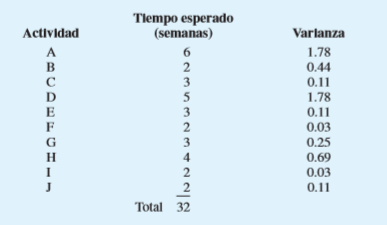 Tiempo esperado
Actividad (semanas) Varianza
A 6 1.78
B 2 0.44
C 3 0.11
D 5 1.78
E 3 0.11
F 2 0.03
G 3 0.25
H 4 0.69
I 2 0.03
J 2 0.11
Total 32